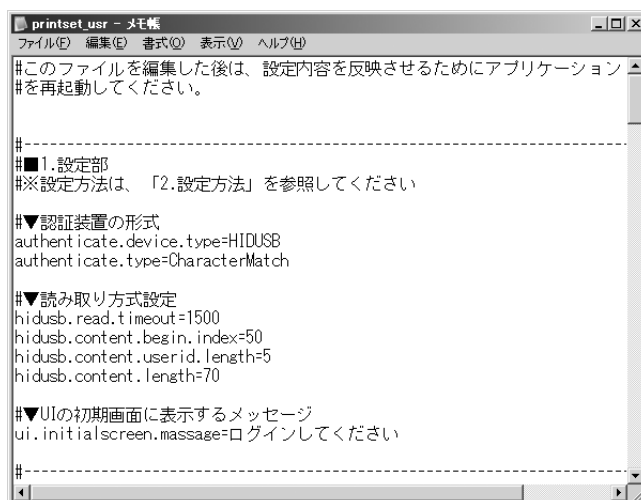 printset_usr - メモ帳
ファイル(F) 編集(E) 書式(O) 表示(V) ヘルプ(H)
#このファイルを編集した後は、設定内容を反映させるためにアプリケーション
#を再起動してください。
#------------------------------------------------------------------------
#■1.設定部
#※設定方法は、「2.設定方法」を参照してください
#▼認証装置の形式
authenticate.device.type=HIDUSB
authenticate.type=CharacterMatch
#▼読み取り方式設定
hidusb.read.timeout=1500
hidusb.content.begin.index=50
hidusb.content.userid.length=5
hidusb.content.length=70
#▼UIの初期画面に表示するメッセージ
ui.initialscreen.massage=ログインしてください
#------------------------------------------------------------------------